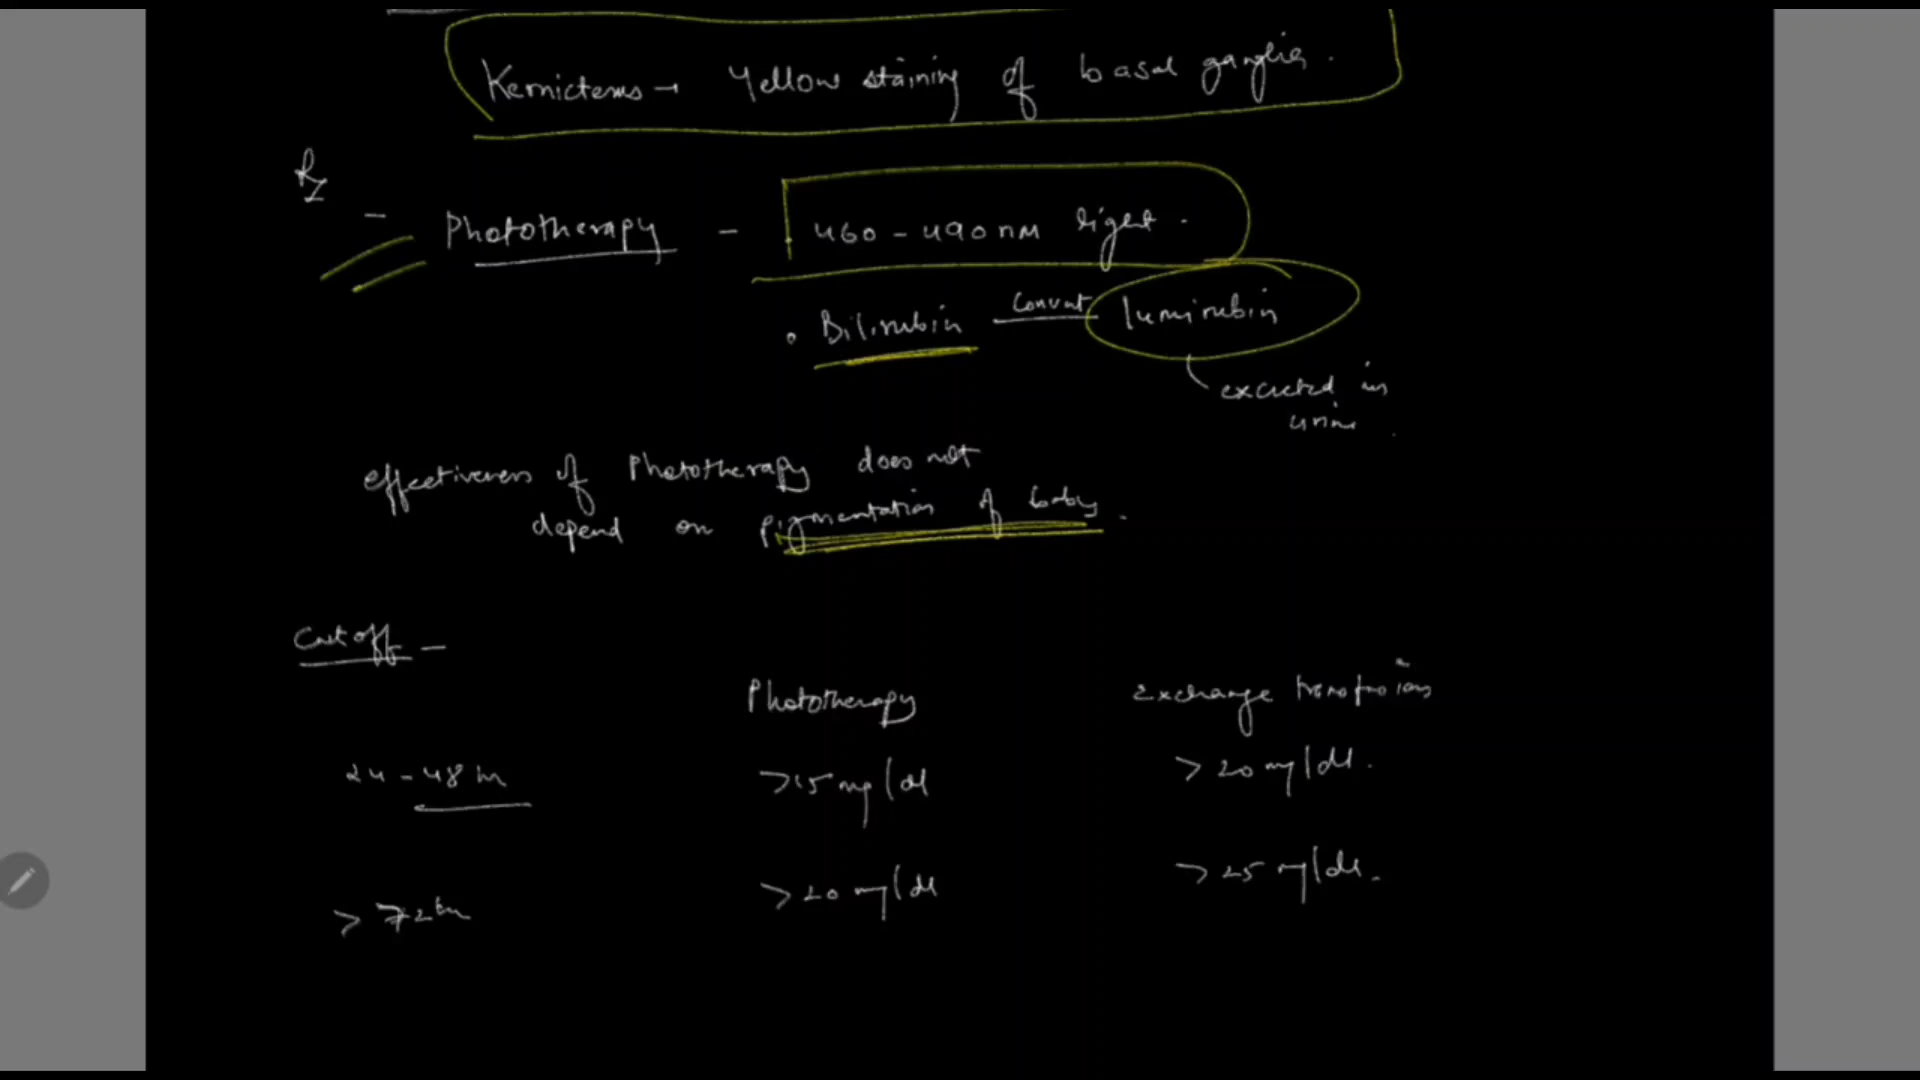 Kernicterus → Yellow staining of basal ganglia.
Rx
- Phototherapy - 460 - 490 nM light.
• Bilirubin convert lumirubin
excreted in
urine
effectiveness of Phototherapy does not
depend on pigmentation of baby.
Cut off -
Phototherapy exchange transfusion
24 - 48 hr >15 mg/dl >20 mg/dl.
> 72 hr >20 mg/dl >25 mg/dl.